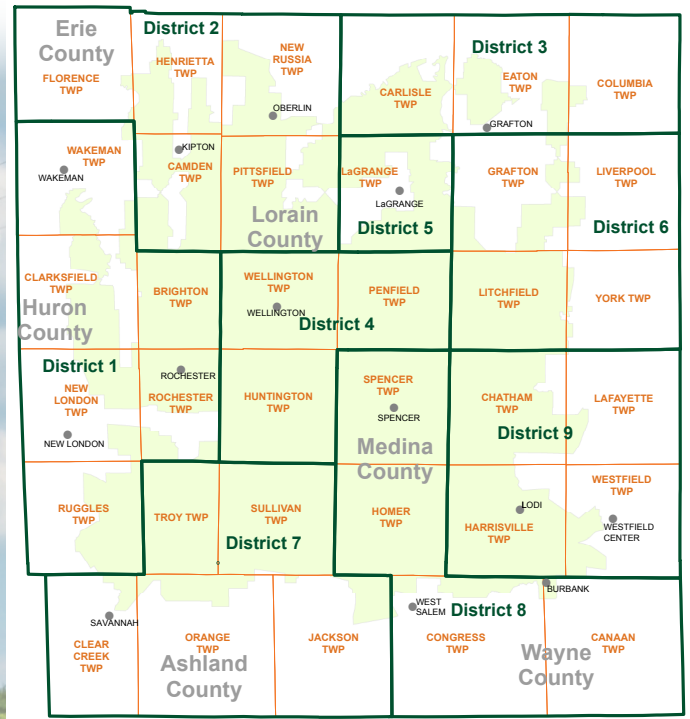 Erie
County
District 2
District 3
FLORENCE
TWP
HENRIETTA
TWP
NEW
RUSSIA
TWP
CARLISLE
TWP
EATON
TWP
COLUMBIA
TWP
OBERLIN
GRAFTON
WAKEMAN
TWP
WAKEMAN
KIPTON
CAMDEN
TWP
PITTSFIELD
TWP
LaGRANGE
TWP
LaGRANGE
GRAFTON
TWP
LIVERPOOL
TWP
Lorain
County
District 5
District 6
CLARKSFIELD
TWP
Huron
County
BRIGHTON
TWP
WELLINGTON
TWP
WELLINGTON
District 4
PENFIELD
TWP
LITCHFIELD
TWP
YORK TWP
District 1
NEW
LONDON
TWP
NEW LONDON
ROCHESTER
ROCHESTER
TWP
HUNTINGTON
TWP
SPENCER
TWP
SPENCER
CHATHAM
TWP
LAFAYETTE
TWP
District 9
Medina
County
RUGGLES
TWP
TROY TWP
SULLIVAN
TWP
District 7
HOMER
TWP
LODI
HARRISVILLE
TWP
WESTFIELD
TWP
WESTFIELD
CENTER
SAVANNAH
CLEAR
CREEK
TWP
ORANGE
TWP
Ashland
County
JACKSON
TWP
WEST
SALEM
District 8
BURBANK
CONGRESS
TWP
Wayne
County
CANAAN
TWP